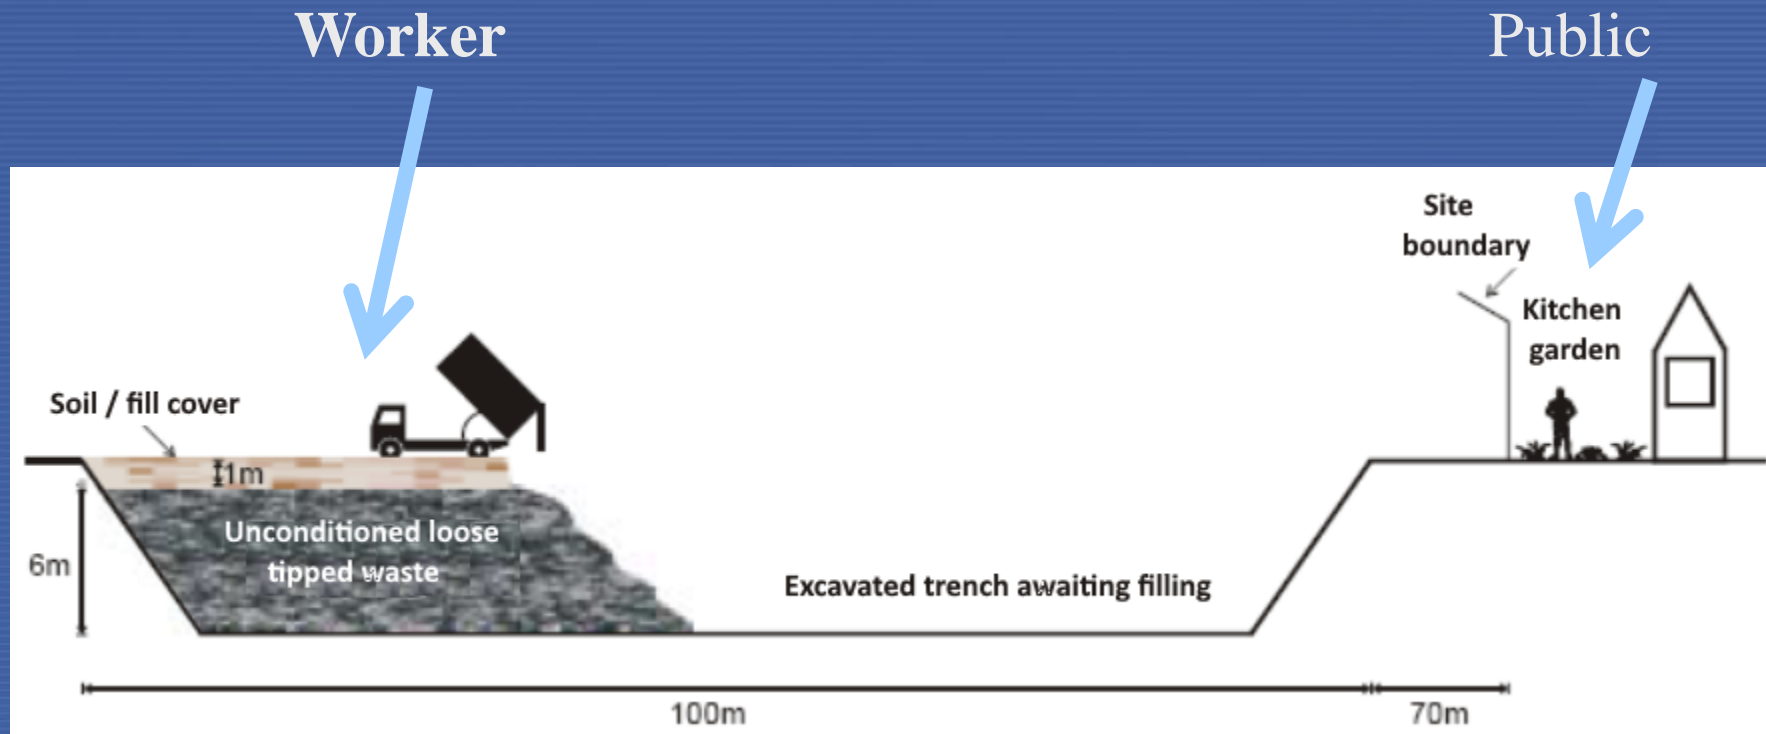 Worker
Public
Site
boundary
Kitchen
garden
Soil / fill cover
1m
Unconditioned loose
tipped waste
6m
Excavated trench awaiting filling
100m
70m